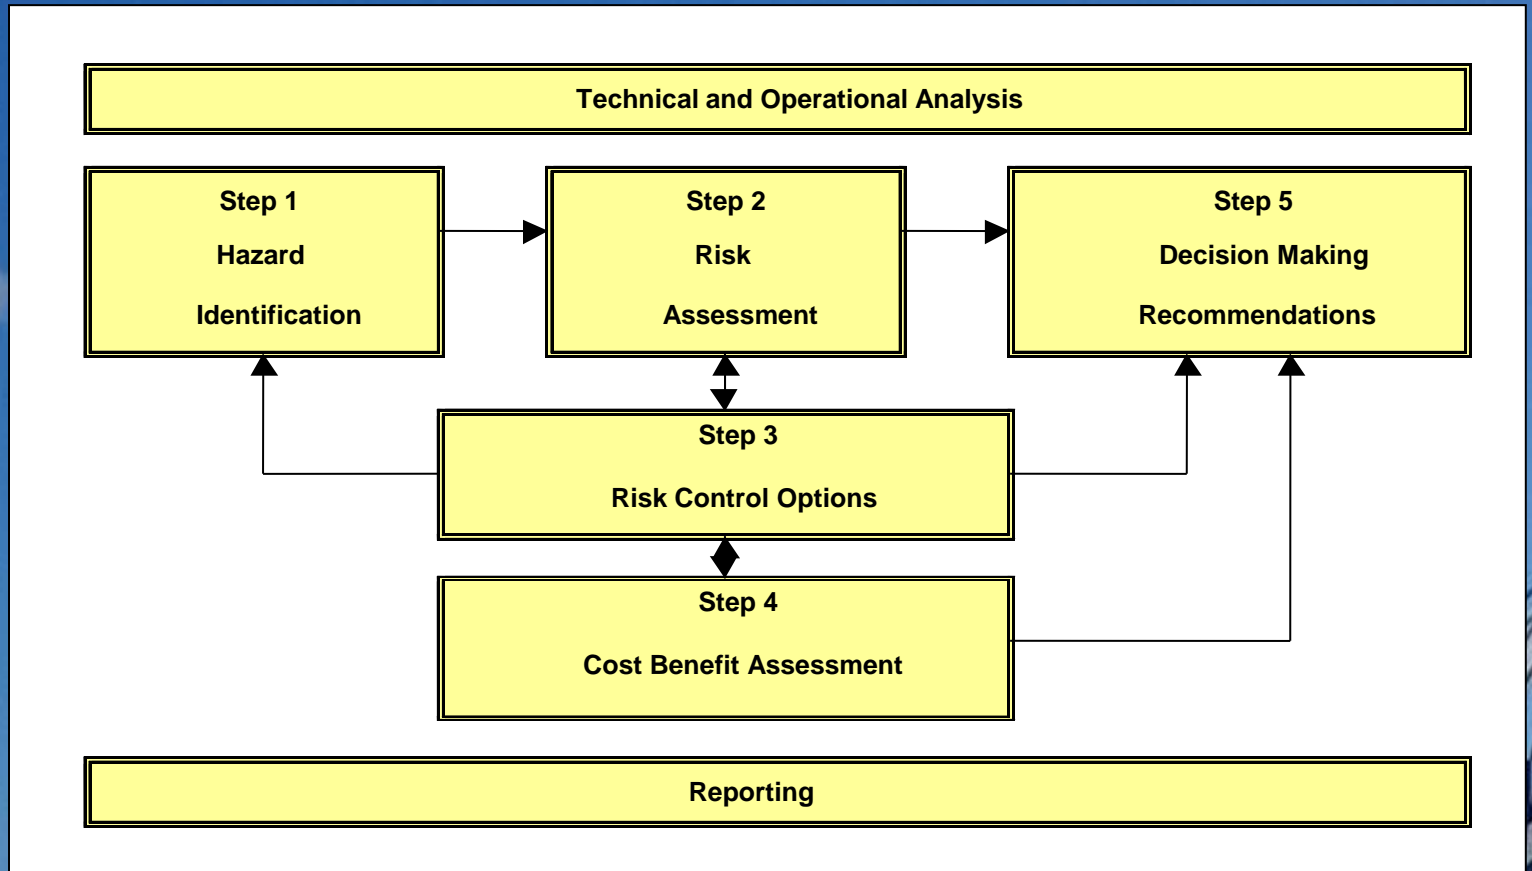 Technical and Operational Analysis
Step 1
Hazard
Identification
Step 2
Risk
Assessment
Step 5
Decision Making
Recommendations
Step 3
Risk Control Options
Step 4
Cost Benefit Assessment
Reporting